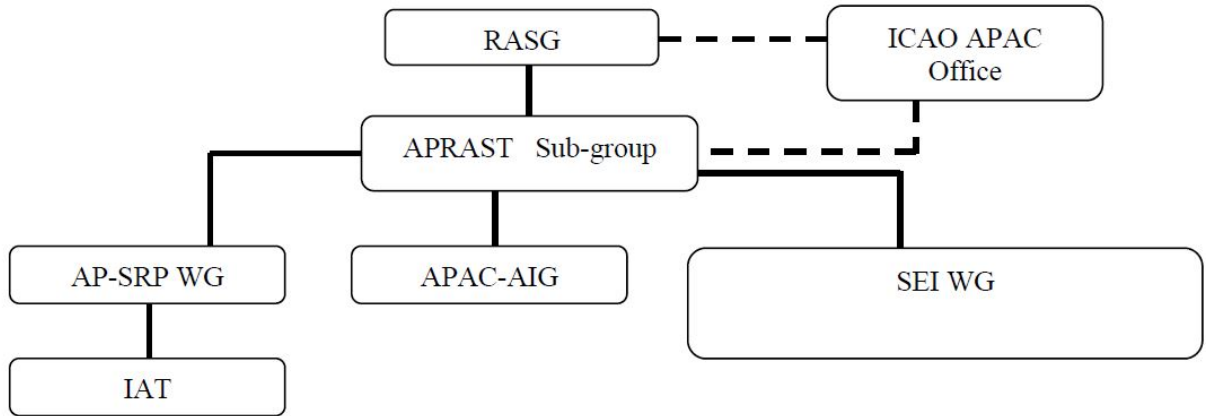 RASG
ICAO APAC
Office
APRAST Sub-group
AP-SRP WG
APAC-AIG
SEI WG
IAT